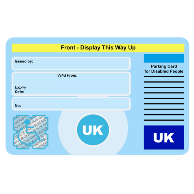 Front - Display This Way Up
Issued by:
Parking Card
for Disabled People
Valid From:
Expiry
Date:
No:
UK
UK